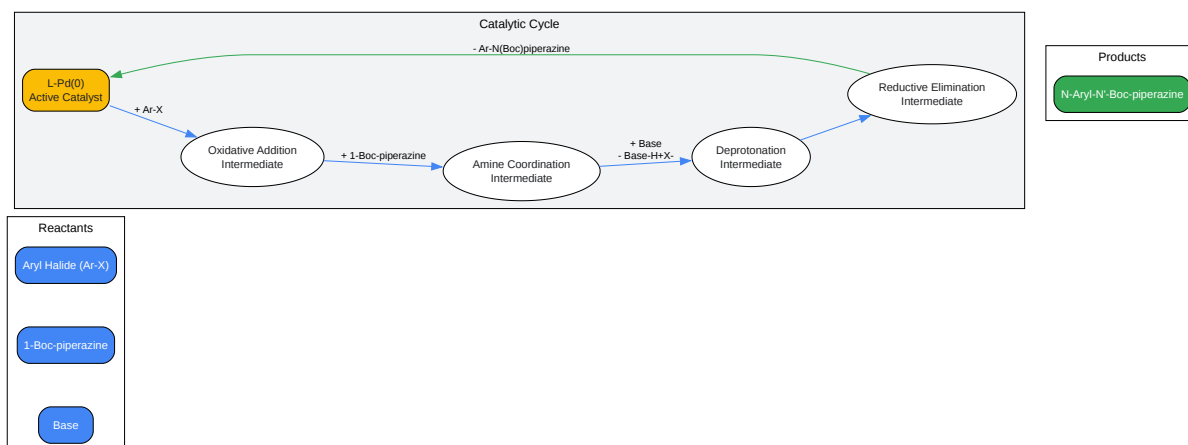 Catalytic Cycle
- Ar-N(Boc)piperazine
L-Pd(0)
Active Catalyst
+ Ar-X
Oxidative Addition
Intermediate
+ 1-Boc-piperazine
Amine Coordination
Intermediate
+ Base
- Base-H+X-
Deprotonation
Intermediate
Reductive Elimination
Intermediate
Products
N-Aryl-N'-Boc-piperazine
Reactants
Aryl Halide (Ar-X)
1-Boc-piperazine
Base